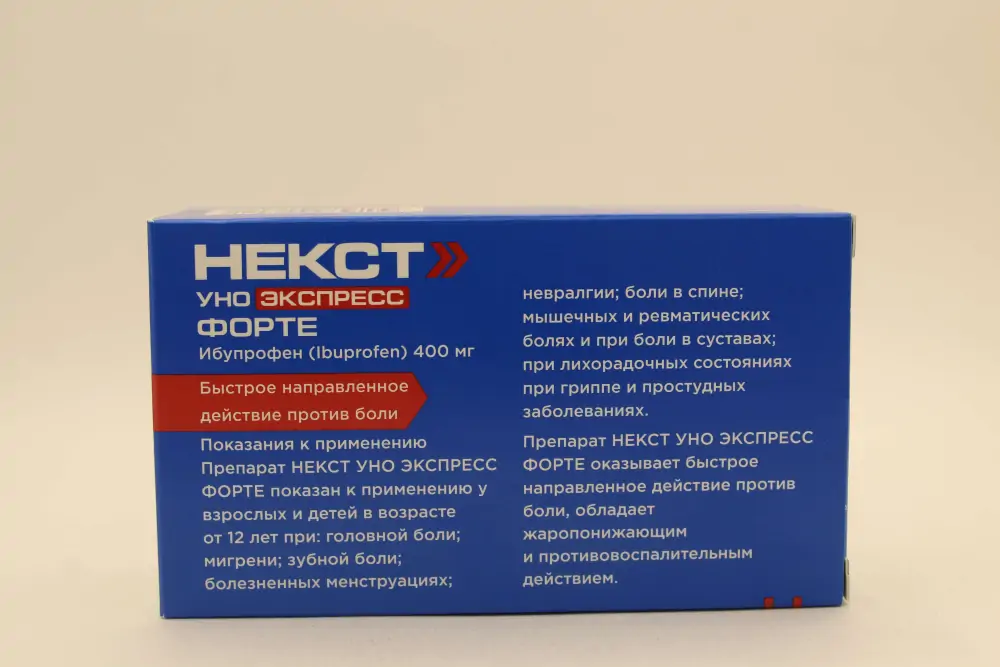 НЕКСТ
УНО ЭКСПРЕСС
ФОРТЕ
Ибупрофен (Ibuprofen) 400 мг
Быстрое направленное
действие против боли
Показания к применению
Препарат НЕКСТ УНО ЭКСПРЕСС
ФОРТЕ показан к применению у
взрослых и детей в возрасте
от 12 лет при: головной боли;
мигрени; зубной боли;
болезненных менструациях;
невралгии; боли в спине;
мышечных и ревматических
болях и при боли в суставах;
при лихорадочных состояниях
при гриппе и простудных
заболеваниях.
Препарат НЕКСТ УНО ЭКСПРЕСС
ФОРТЕ оказывает быстрое
направленное действие против
боли, обладает
жаропонижающим
и противовоспалительным
действием.